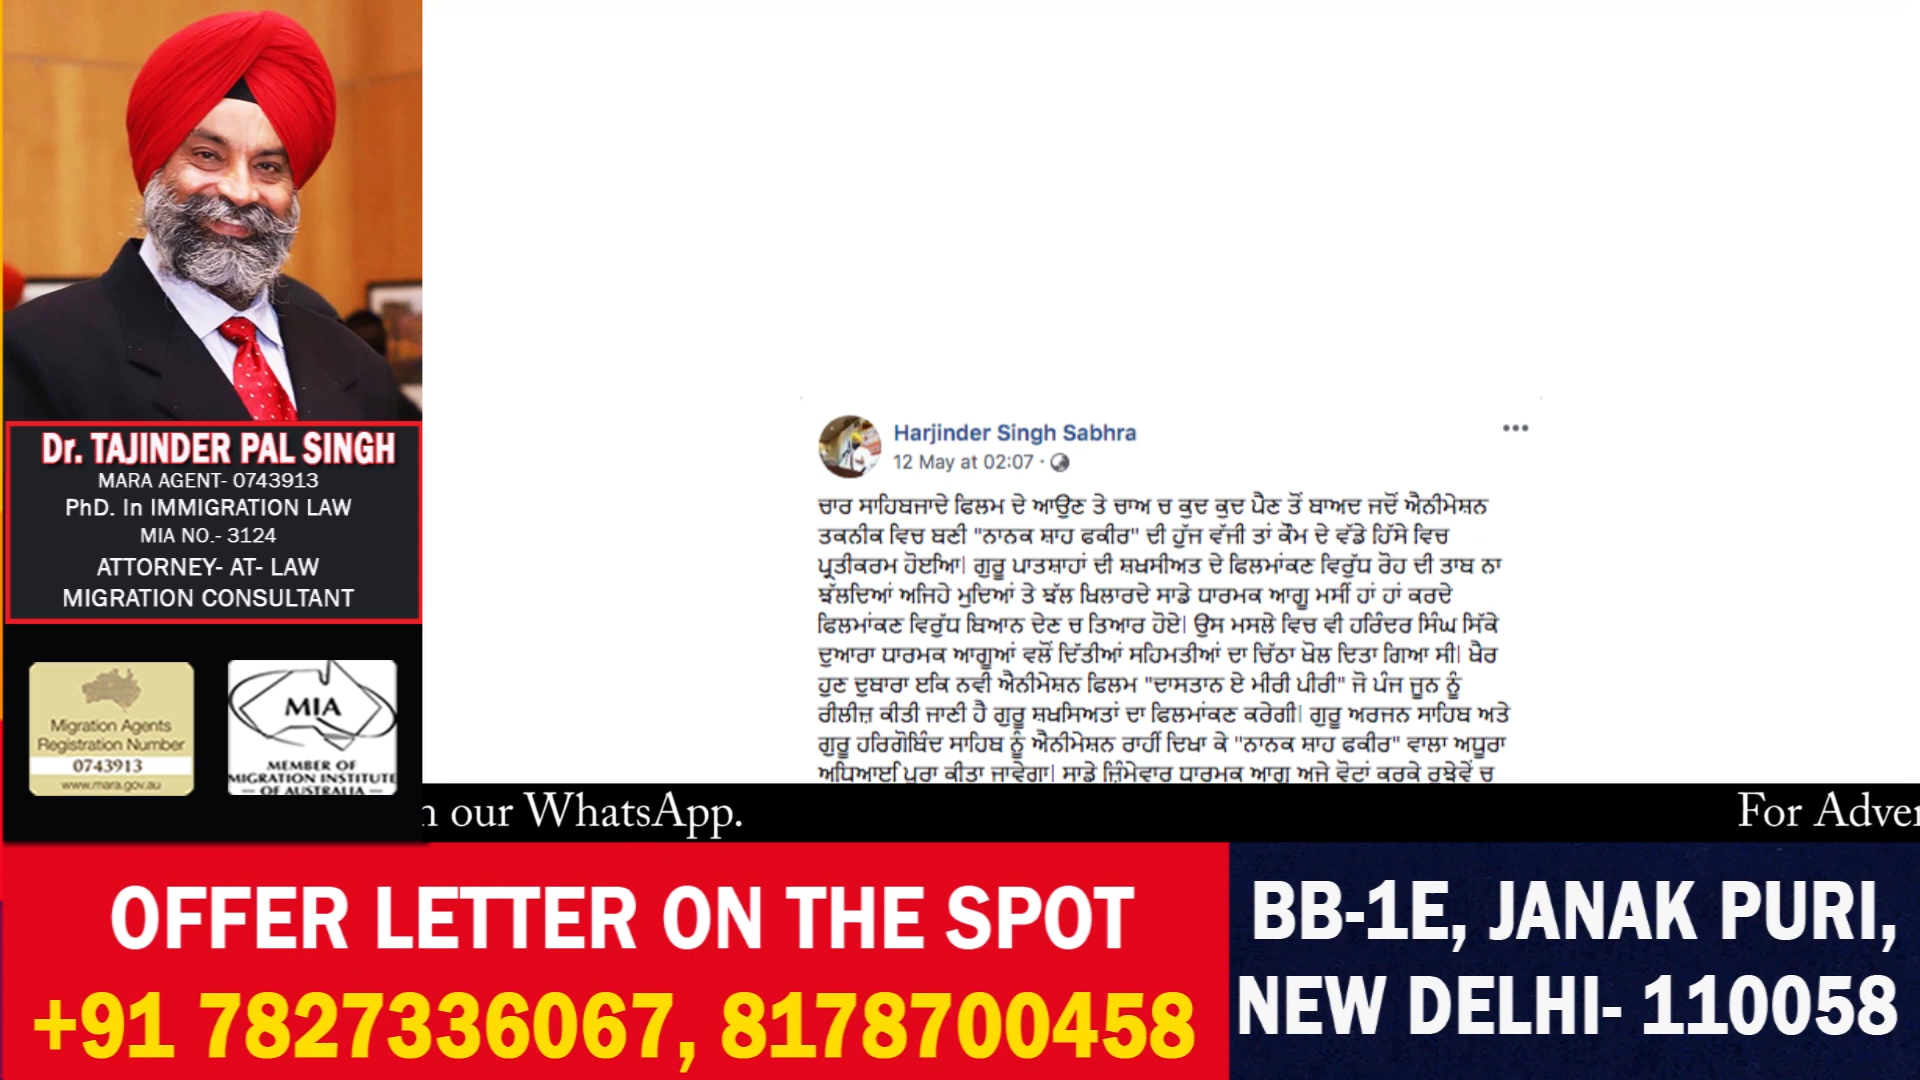 Dr. TAJINDER PAL SINGH
MARA AGENT- 0743913
PhD. In IMMIGRATION LAW
MIA NO.- 3124
ATTORNEY- AT- LAW
MIGRATION CONSULTANT
Migration Agents
Registration Number
0743913
www.mara.gov.au
MIA
MEMBER OF
MIGRATION INSTITUTE
— OF AUSTRALIA —
Harjinder Singh Sabhra
12 May at 02:07 ·
ਚਾਰ ਸਾਹਿਬਜਾਦੇ ਫਿਲਮ ਦੇ ਆਉਣ ਤੇ ਚਾਅ ਚ ਕੁਦ ਕੁਦ ਪੈਣ ਤੋਂ ਬਾਅਦ ਜਦੋਂ ਐਨੀਮੇਸ਼ਨ
ਤਕਨੀਕ ਵਿਚ ਬਣੀ "ਨਾਨਕ ਸ਼ਾਹ ਫਕੀਰ" ਦੀ ਹੁੱਜ ਵੱਜੀ ਤਾਂ ਕੌਮ ਦੇ ਵੱਡੇ ਹਿੱਸੇ ਵਿਚ
ਪ੍ਰਤੀਕਰਮ ਹੋਇਆ। ਗੁਰੂ ਪਾਤਸ਼ਾਹਾਂ ਦੀ ਸ਼ਖਸੀਅਤ ਦੇ ਫਿਲਮਾਂਕਣ ਵਿਰੁੱਧ ਰੋਹ ਦੀ ਤਾਬ ਨਾ
ਝੱਲਦਿਆਂ ਅਜਿਹੇ ਮੁਦਿਆਂ ਤੇ ਝੱਲ ਖਿਲਾਰਦੇ ਸਾਡੇ ਧਾਰਮਕ ਆਗੂ ਮਸੀਂ ਹਾਂ ਹਾਂ ਕਰਦੇ
ਫਿਲਮਾਂਕਣ ਵਿਰੁੱਧ ਬਿਆਨ ਦੇਣ ਚ ਤਿਆਰ ਹੋਏ। ਉਸ ਮਸਲੇ ਵਿਚ ਵੀ ਹਰਿੰਦਰ ਸਿੰਘ ਸਿੱਕੇ
ਦੁਆਰਾ ਧਾਰਮਕ ਆਗੂਆਂ ਵਲੋਂ ਦਿੱਤੀਆਂ ਸਹਿਮਤੀਆਂ ਦਾ ਚਿੱਠਾ ਖੋਲ ਦਿਤਾ ਗਿਆ ਸੀ। ਖੈਰ
ਹੁਣ ਦੁਬਾਰਾ ਇਕਿ ਨਵੀ ਐਨੀਮੇਸ਼ਨ ਫਿਲਮ "ਦਾਸਤਾਨ ਏ ਮੀਰੀ ਪੀਰੀ" ਜੋ ਪੰਜ ਜੂਨ ਨੂੰ
ਰੀਲੀਜ਼ ਕੀਤੀ ਜਾਣੀ ਹੈ ਗੁਰੂ ਸ਼ਖਸਿਅਤਾਂ ਦਾ ਫਿਲਮਾਂਕਣ ਕਰੇਗੀ। ਗੁਰੂ ਅਰਜਨ ਸਾਹਿਬ ਅਤੇ
ਗੁਰੂ ਹਰਿਗੋਬਿੰਦ ਸਾਹਿਬ ਨੂੰ ਐਨੀਮੇਸ਼ਨ ਰਾਹੀਂ ਦਿਖਾ ਕੇ "ਨਾਨਕ ਸ਼ਾਹ ਫਕੀਰ" ਵਾਲਾ ਅਧੂਰਾ
ਅਧਿਆਇ ਪੂਰਾ ਕੀਤਾ ਜਾਵੇਗਾ। ਸਾਡੇ ਜ਼ਿੰਮੇਵਾਰ ਧਾਰਮਕ ਆਗੂ ਅਜੇ ਵੋਟਾਂ ਕਰਕੇ ਰੁਝੇਵੇਂ ਚ
our WhatsApp.
For Adver
OFFER LETTER ON THE SPOT
+91 7827336067, 8178700458
BB-1E, JANAK PURI,
NEW DELHI- 110058